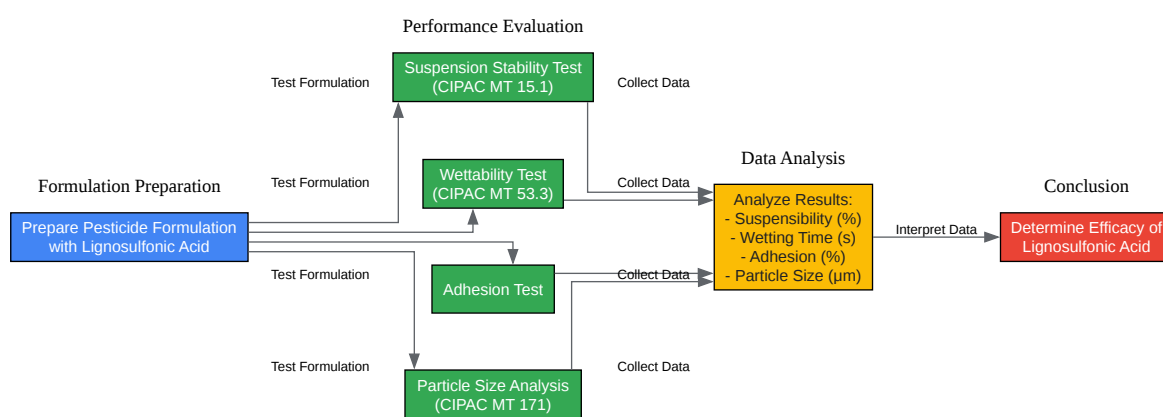 Performance Evaluation
Test Formulation
Suspension Stability Test
(CIPAC MT 15.1)
Collect Data
Test Formulation
Wettability Test
(CIPAC MT 53.3)
Collect Data
Formulation Preparation
Prepare Pesticide Formulation
with Lignosulfonic Acid
Test Formulation
Adhesion Test
Collect Data
Test Formulation
Particle Size Analysis
(CIPAC MT 171)
Collect Data
Data Analysis
Analyze Results:
- Suspensibility (%)
- Wetting Time (s)
- Adhesion (%)
- Particle Size (μm)
Interpret Data
Conclusion
Determine Efficacy of
Lignosulfonic Acid